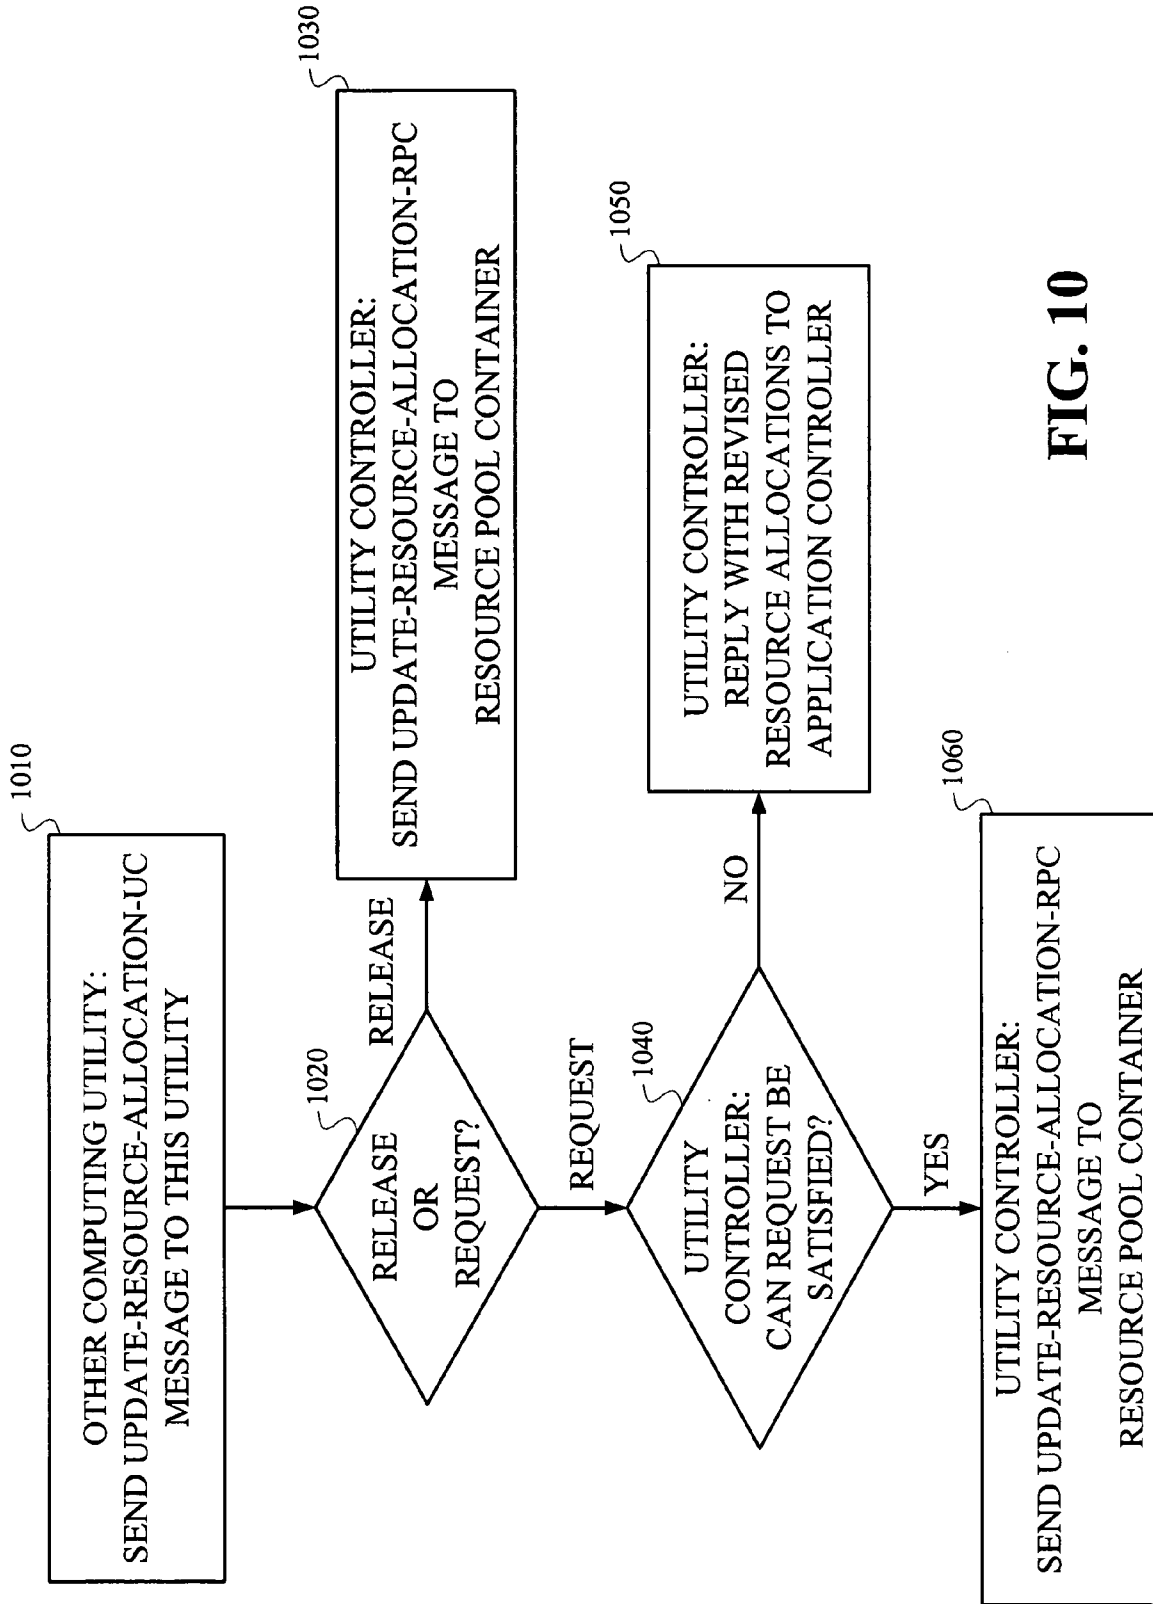 1010
OTHER COMPUTING UTILITY:
SEND UPDATE-RESOURCE-ALLOCATION-UC
MESSAGE TO THIS UTILITY
1020
RELEASE
OR
REQUEST?
RELEASE
1030
UTILITY CONTROLLER:
SEND UPDATE-RESOURCE-ALLOCATION-RPC
MESSAGE TO
RESOURCE POOL CONTAINER
REQUEST
1040
UTILITY
CONTROLLER:
CAN REQUEST BE
SATISFIED?
NO
1050
UTILITY CONTROLLER:
REPLY WITH REVISED
RESOURCE ALLOCATIONS TO
APPLICATION CONTROLLER
YES
1060
UTILITY CONTROLLER:
SEND UPDATE-RESOURCE-ALLOCATION-RPC
MESSAGE TO
RESOURCE POOL CONTAINER
FIG. 10